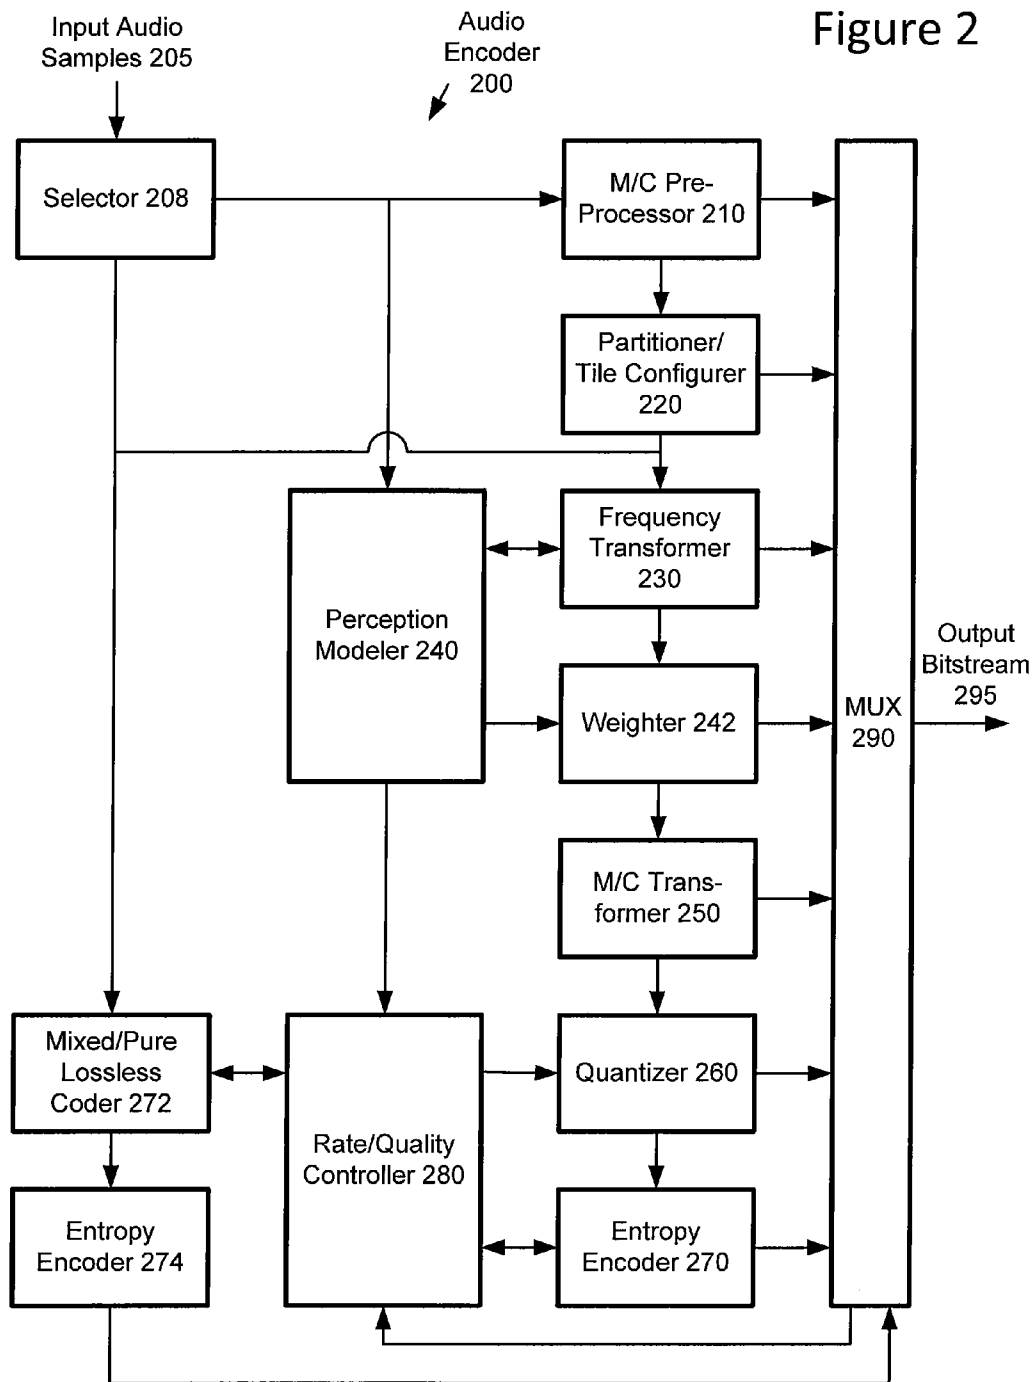 Figure 2
Input Audio
Samples 205
Audio
Encoder
200
Selector 208
M/C Pre-
Processor 210
Partitioner/
Tile Configurer
220
Frequency
Transformer
230
Perception
Modeler 240
Weighter 242
MUX
290
Output
Bitstream
295
M/C Trans-
former 250
Mixed/Pure
Lossless
Coder 272
Quantizer 260
Rate/Quality
Controller 280
Entropy
Encoder 274
Entropy
Encoder 270